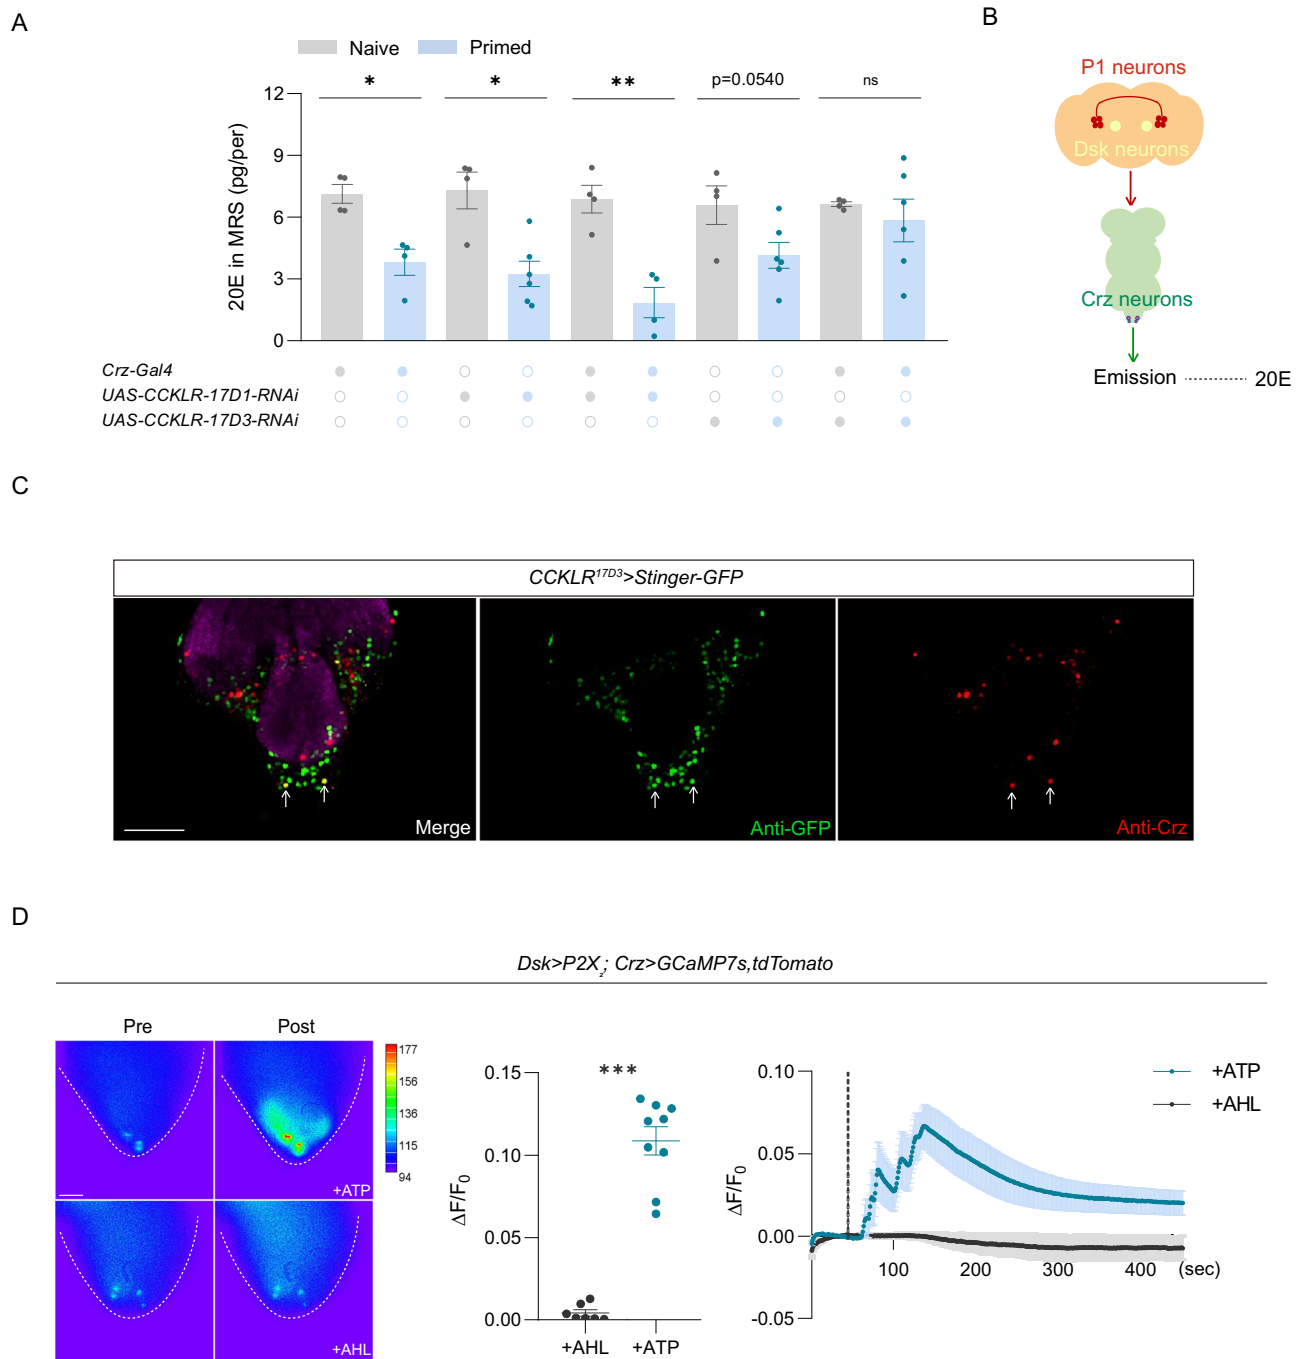 A
Naive Primed
* * ** p=0.0540 ns
20E in MRS (pg/per)
12
9
6
3
0
Crz-Gal4
UAS-CCKLR-17D1-RNAi
UAS-CCKLR-17D3-RNAi
B
P1 neurons
Dsk neurons
Crz neurons
Emission 20E
C
CCKLR17D3>Stinger-GFP
Merge
Anti-GFP
Anti-Crz
D
Dsk>P2X2; Crz>GCaMP7s,tdTomato
Pre Post
177
156
136
115
94
+ATP
+AHL
ΔF/F0
0.15
0.10
0.05
0.00
***
+AHL +ATP
ΔF/F0
0.10
0.05
0.00
-0.05
100 200 300 400 (sec)
+ATP
+AHL